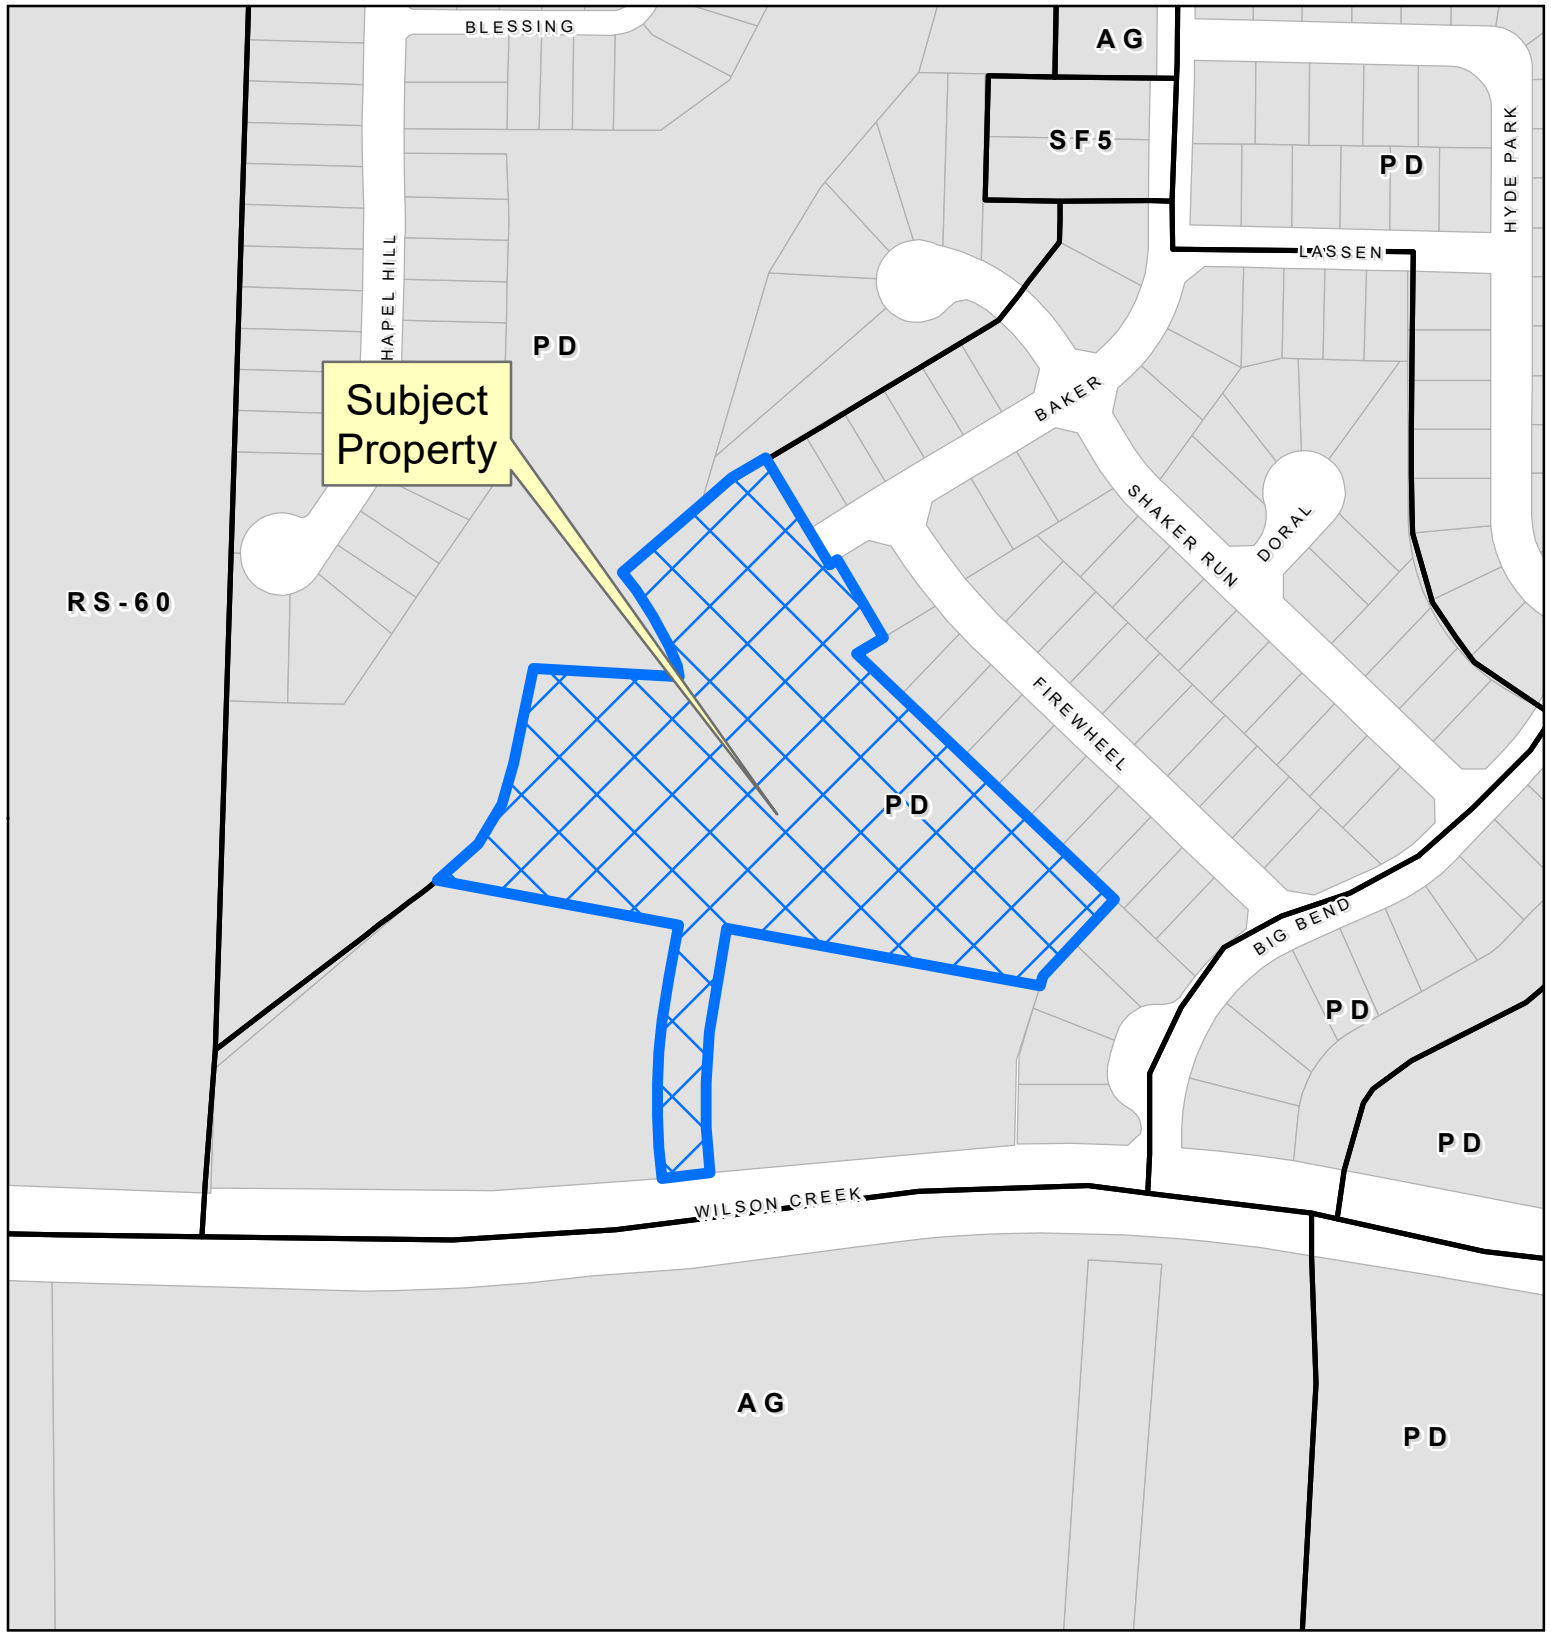 BLESSING
AG
SF5
PD
HYDE PARK
LASSEN
HAPEL HILL
PD
Subject
Property
BAKER
SHAKER RUN
DORAL
RS-60
FIREWHEEL
PD
BIG BEND
PD
PD
WILSON CREEK
AG
PD